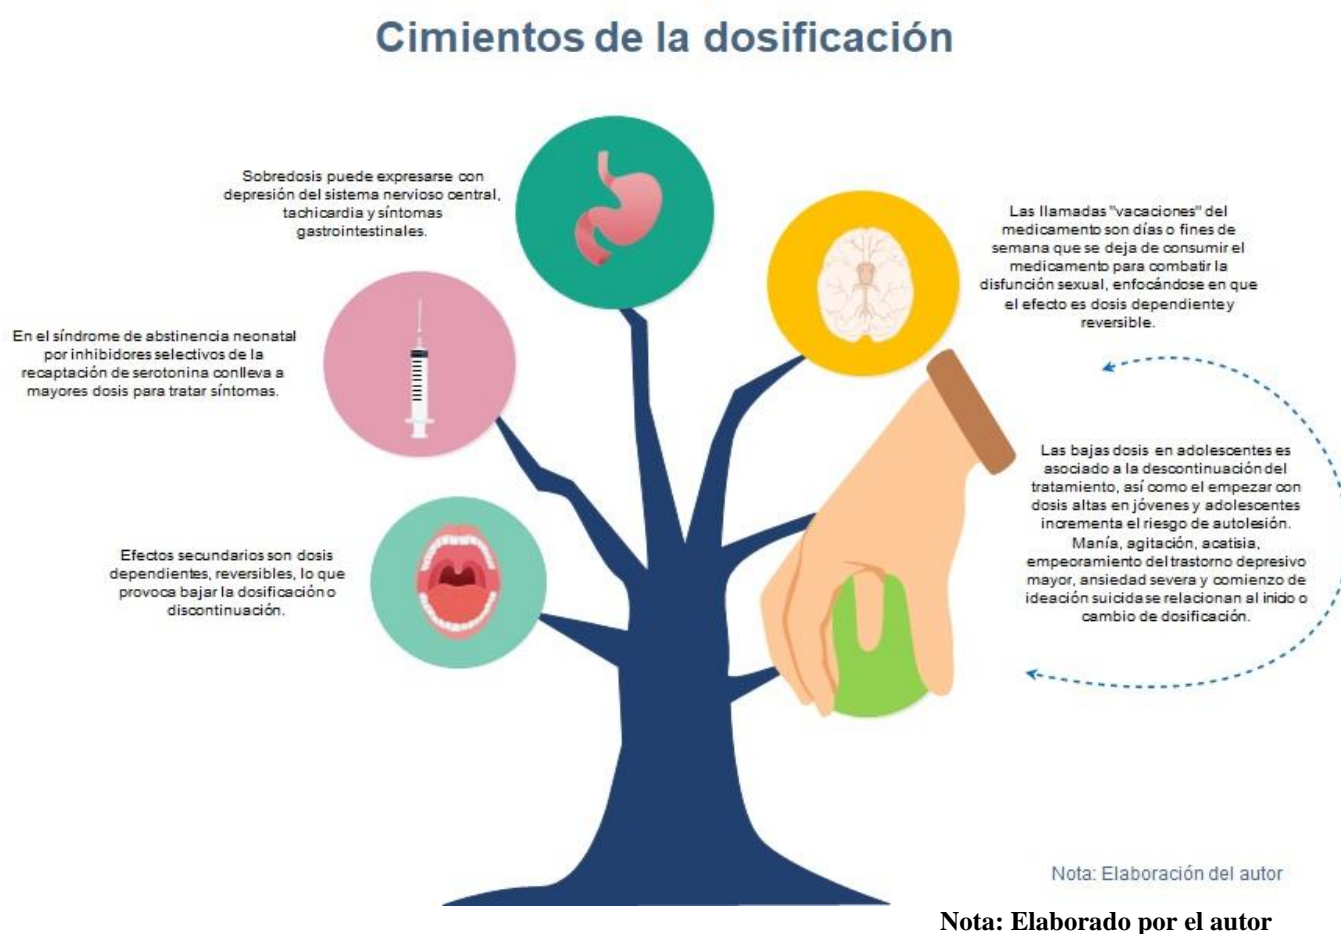 Cimientos de la dosificación
Sobredosis puede expresarse con
depresión del sistema nervioso central,
tachicardia y síntomas
gastrointestinales.
Las llamadas "vacaciones" del
medicamento son días o fines de
semana que se deja de consumir el
medicamento para combatir la
disfunción sexual, enfocándose en que
el efecto es dosis dependiente y
reversible.
En el síndrome de abstinencia neonatal
por inhibidores selectivos de la
recaptación de serotonina conlleva a
mayores dosis para tratar síntomas.
Las bajas dosis en adolescentes es
asociado a la descontinuación del
tratamiento, así como el empezar con
dosis altas en jóvenes y adolescentes
incrementa el riesgo de autolesión.
Manía, agitación, acatisia,
empeoramiento del trastorno depresivo
mayor, ansiedad severa y comienzo de
ideación suicida se relacionan al inicio o
cambio de dosificación.
Efectos secundarios son dosis
dependientes, reversibles, lo que
provoca bajar la dosificación o
discontinuación.
Nota: Elaboración del autor
Nota: Elaborado por el autor